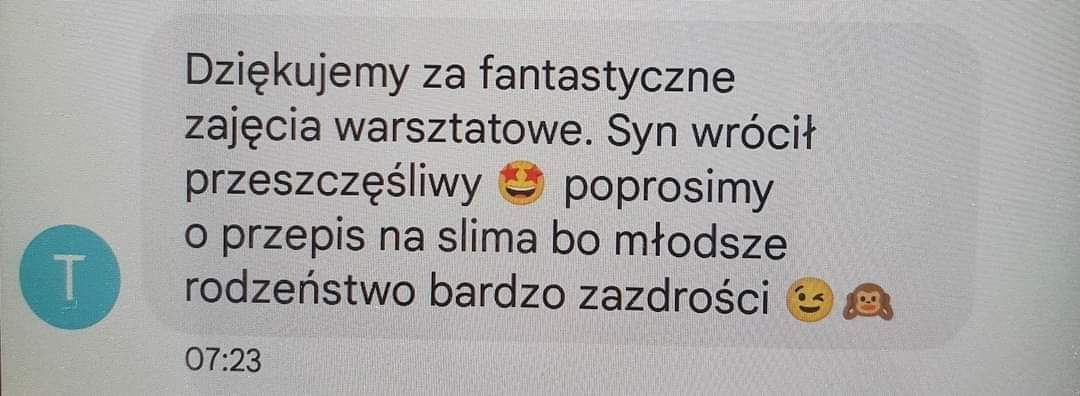 Dziękujemy za fantastyczne
zajęcia warsztatowe. Syn wrócił
przeszczęśliwy 🤩 poprosimy
o przepis na slima bo młodsze
T
rodzeństwo bardzo zazdrości 😉🙉
07:23